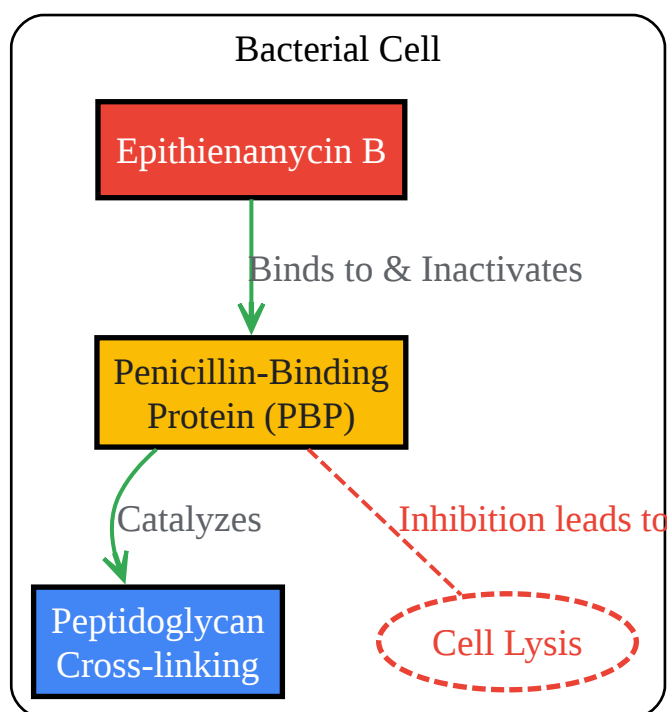 Bacterial Cell
Epithienamycin B
Binds to & Inactivates
Penicillin-Binding
Protein (PBP)
Catalyzes
Inhibition leads to
Peptidoglycan
Cross-linking
Cell Lysis